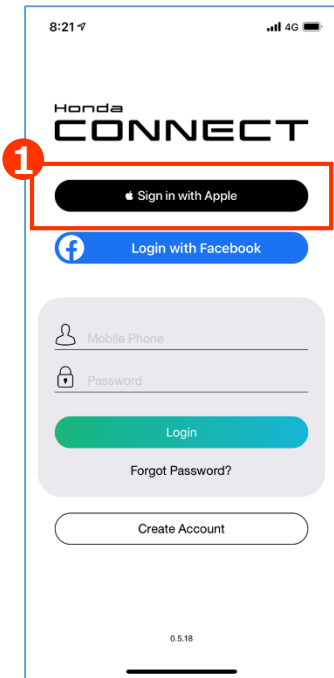 8:21
4G
Honda
CONNECT
1
Sign in with Apple
Login with Facebook
Mobile Phone
Password
Login
Forgot Password?
Create Account
0.5.18